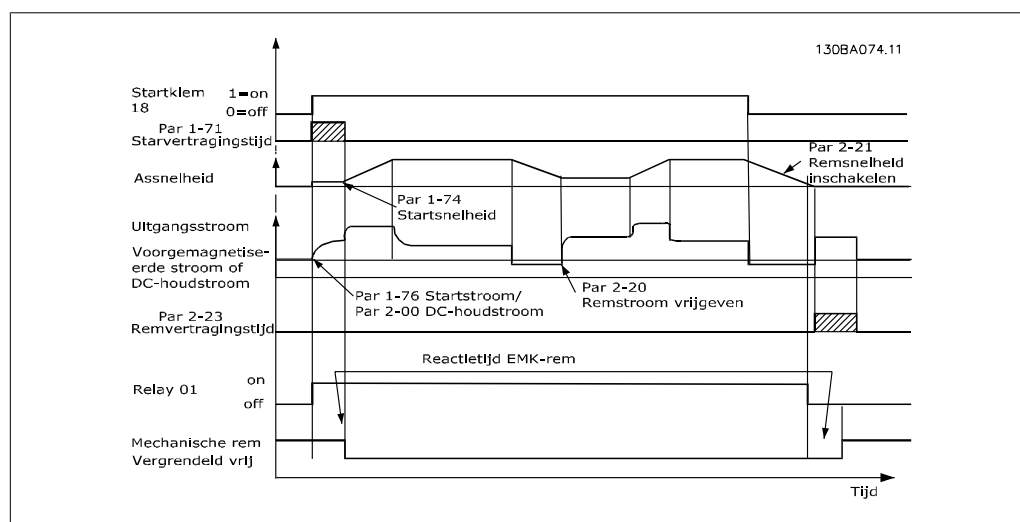 130BA074.11
Startklem 1=on
18 0=off
Par 1-71
Starvertragingstijd
Par 2-21
Remsnelheid
inschakelen
Assnelheid
Par 1-74
Startsnelheid
Uitgangsstroom
Voorgemagnetise-
erde stroom of
DC-houdstroom
Par 1-76 Startstroom/
Par 2-00 DC-houdstroom
Par 2-20
Remstroom vrijgeven
Par 2-23
Remvertragingstijd
Reactietijd EMK-rem
Relay 01 on
off
Mechanische rem
Vergrendeld vrij
Tijd